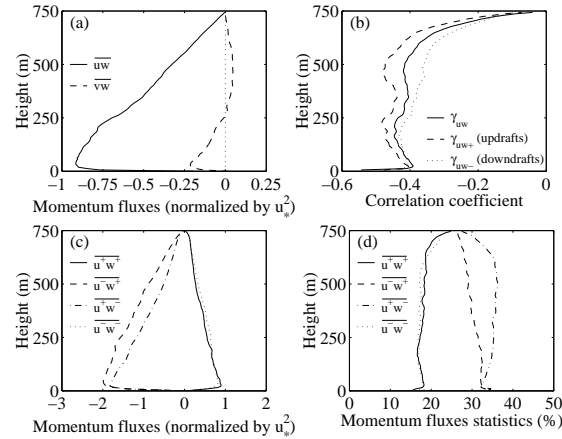 (a)
750
500
250
0
Height (m)
uw
vw
−1 −0.75 −0.5 −0.25 0 0.25
Momentum fluxes (normalized by u*²)
(b)
750
500
250
0
Height (m)
γuw
γuw+ (updrafts)
γuw− (downdrafts)
−0.6 −0.4 −0.2 0
Correlation coefficient
(c)
750
500
250
0
Height (m)
u⁺w⁺
u⁻w⁺
u⁺w⁻
u⁻w⁻
−3 −2 −1 0 1 2
Momentum fluxes (normalized by u*²)
(d)
750
500
250
0
Height (m)
u⁺w⁺
u⁻w⁺
u⁺w⁻
u⁻w⁻
0 10 20 30 40 50
Momentum fluxes statistics (%)